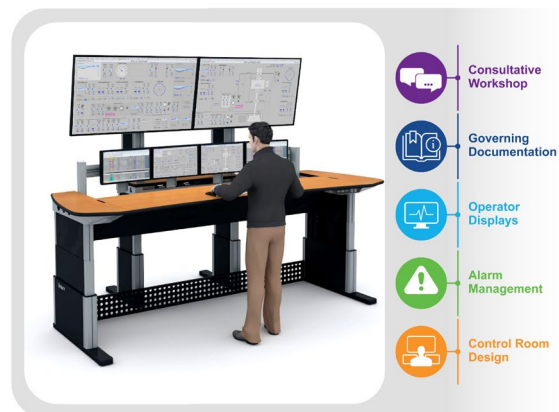 Consultative
Workshop
Governing
Documentation
Operator
Displays
Alarm
Management
Control Room
Design